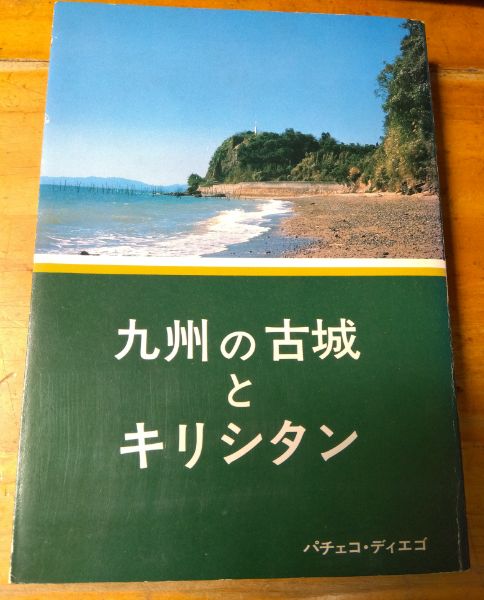 九州の古城
と
キリシタン
パチェコ・ディエゴ